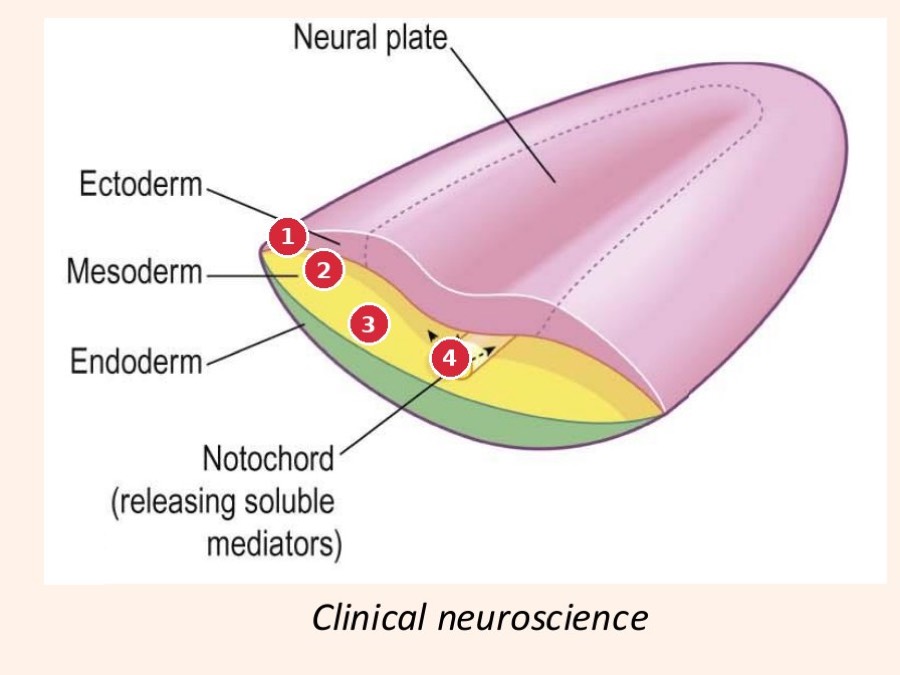 Neural plate
Ectoderm
1
Mesoderm
2
3
4
Endoderm
Notochord
(releasing soluble
mediators)
Clinical neuroscience